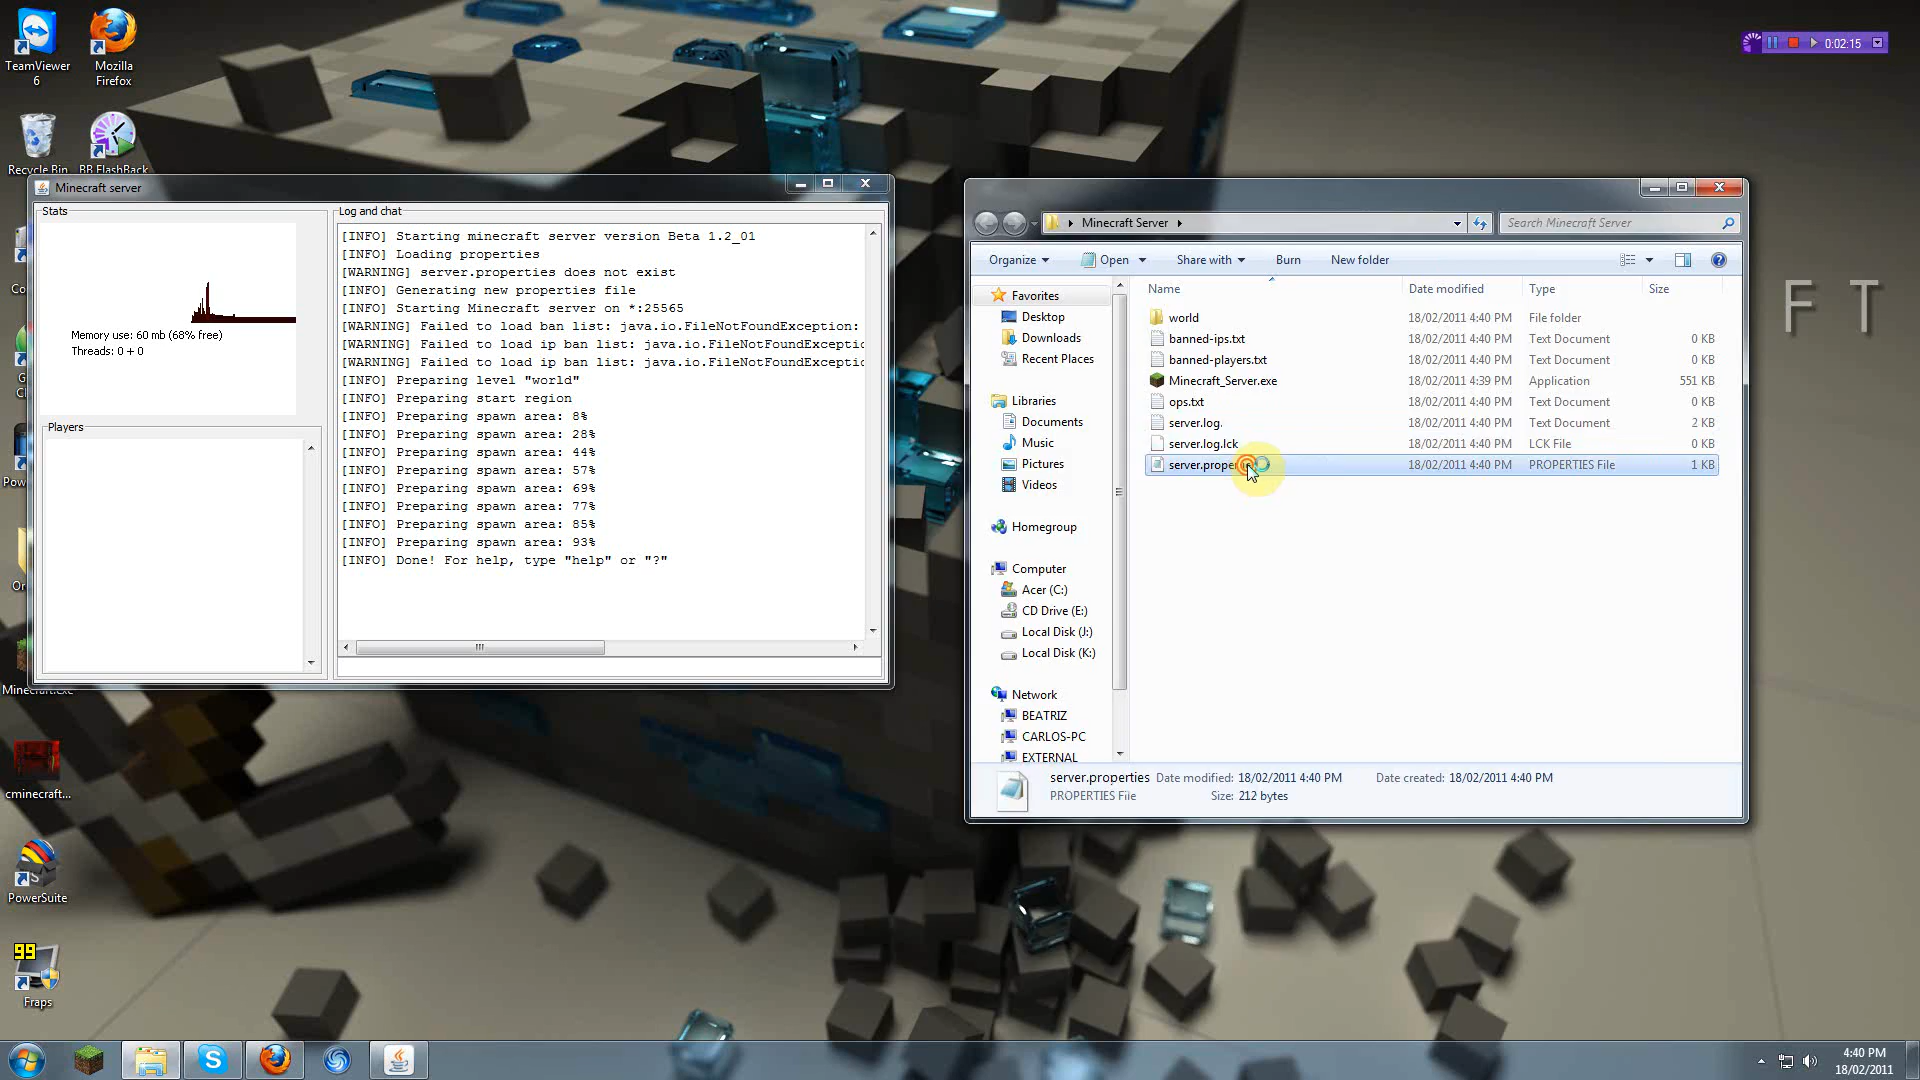 TeamViewer 6
Mozilla Firefox
Recycle Bin
BB FlashBack
0:02:15
Minecraft server
Stats
Memory use: 60 mb (68% free)
Threads: 0 + 0
Players
Log and chat
[INFO] Starting minecraft server version Beta 1.2_01
[INFO] Loading properties
[WARNING] server.properties does not exist
[INFO] Generating new properties file
[INFO] Starting Minecraft server on *:25565
[WARNING] Failed to load ban list: java.io.FileNotFoundException:
[WARNING] Failed to load ip ban list: java.io.FileNotFoundExceptio
[WARNING] Failed to load ip ban list: java.io.FileNotFoundExceptio
[INFO] Preparing level "world"
[INFO] Preparing start region
[INFO] Preparing spawn area: 8%
[INFO] Preparing spawn area: 28%
[INFO] Preparing spawn area: 44%
[INFO] Preparing spawn area: 57%
[INFO] Preparing spawn area: 69%
[INFO] Preparing spawn area: 77%
[INFO] Preparing spawn area: 85%
[INFO] Preparing spawn area: 93%
[INFO] Done! For help, type "help" or "?"
Minecraft Server
Search Minecraft Server
Organize Open Share with Burn New folder
Name Date modified Type Size
Favorites
Desktop
Downloads
Recent Places
Libraries
Documents
Music
Pictures
Videos
Homegroup
Computer
Acer (C:)
CD Drive (E:)
Local Disk (J:)
Local Disk (K:)
Network
BEATRIZ
CARLOS-PC
EXTERNAL
world 18/02/2011 4:40 PM File folder
banned-ips.txt 18/02/2011 4:40 PM Text Document 0 KB
banned-players.txt 18/02/2011 4:40 PM Text Document 0 KB
Minecraft_Server.exe 18/02/2011 4:39 PM Application 551 KB
ops.txt 18/02/2011 4:40 PM Text Document 0 KB
server.log. 18/02/2011 4:40 PM Text Document 2 KB
server.log.lck 18/02/2011 4:40 PM LCK File 0 KB
server.proper 18/02/2011 4:40 PM PROPERTIES File 1 KB
server.properties Date modified: 18/02/2011 4:40 PM Date created: 18/02/2011 4:40 PM
PROPERTIES File Size: 212 bytes
F T
Minecraft.exe
cminecraft...
PowerSuite
99
Fraps
4:40 PM
18/02/2011